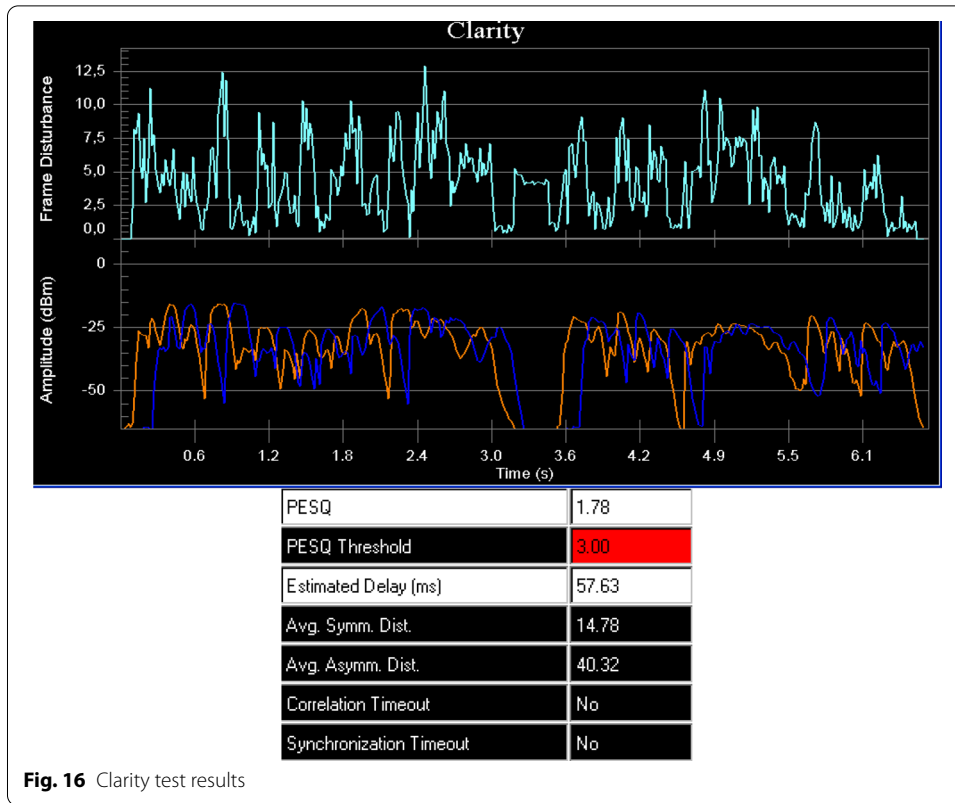 Clarity
Frame Disturbance
12,5
10,0
7,5
5,0
2,5
0,0
Amplitude (dBm)
0
-25
-50
0.6 1.2 1.8 2.4 3.0 3.6 4.2 4.9 5.5 6.1
Time (s)
PESQ 1.78
PESQ Threshold 3.00
Estimated Delay (ms) 57.63
Avg. Symm. Dist. 14.78
Avg. Asymm. Dist. 40.32
Correlation Timeout No
Synchronization Timeout No
Fig. 16 Clarity test results